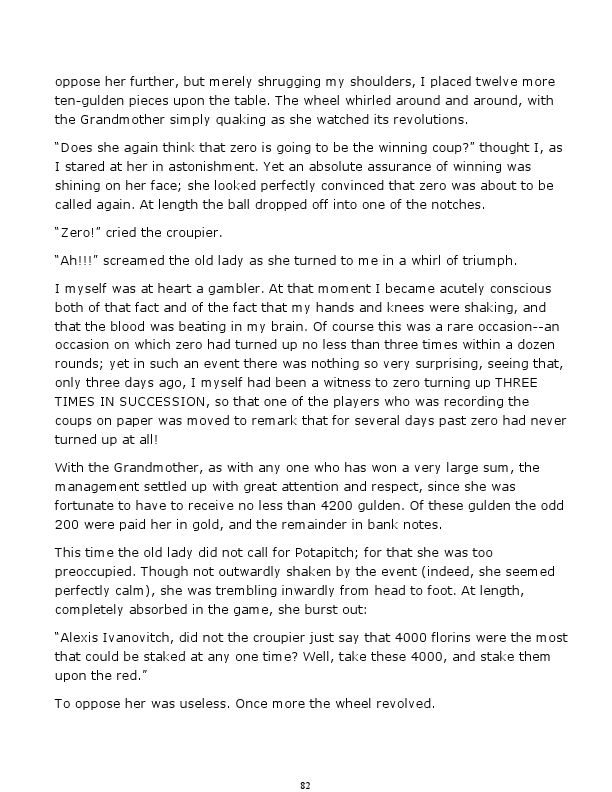 oppose her further, but merely shrugging my shoulders, I placed twelve more
ten-gulden pieces upon the table. The wheel whirled around and around, with
the Grandmother simply quaking as she watched its revolutions.
“Does she again think that zero is going to be the winning coup?” thought I, as
I stared at her in astonishment. Yet an absolute assurance of winning was
shining on her face; she looked perfectly convinced that zero was about to be
called again. At length the ball dropped off into one of the notches.
“Zero!” cried the croupier.
“Ah!!!” screamed the old lady as she turned to me in a whirl of triumph.
I myself was at heart a gambler. At that moment I became acutely conscious
both of that fact and of the fact that my hands and knees were shaking, and
that the blood was beating in my brain. Of course this was a rare occasion--an
occasion on which zero had turned up no less than three times within a dozen
rounds; yet in such an event there was nothing so very surprising, seeing that,
only three days ago, I myself had been a witness to zero turning up THREE
TIMES IN SUCCESSION, so that one of the players who was recording the
coups on paper was moved to remark that for several days past zero had never
turned up at all!
With the Grandmother, as with any one who has won a very large sum, the
management settled up with great attention and respect, since she was
fortunate to have to receive no less than 4200 gulden. Of these gulden the odd
200 were paid her in gold, and the remainder in bank notes.
This time the old lady did not call for Potapitch; for that she was too
preoccupied. Though not outwardly shaken by the event (indeed, she seemed
perfectly calm), she was trembling inwardly from head to foot. At length,
completely absorbed in the game, she burst out:
“Alexis Ivanovitch, did not the croupier just say that 4000 florins were the most
that could be staked at any one time? Well, take these 4000, and stake them
upon the red.”
To oppose her was useless. Once more the wheel revolved.
82